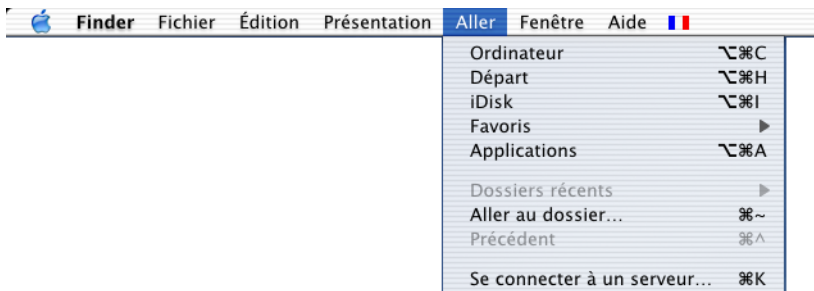 Finder Fichier Édition Présentation Aller Fenêtre Aide
Ordinateur ⌥⌘C
Départ ⌥⌘H
iDisk ⌥⌘I
Favoris
Applications ⌥⌘A
Dossiers récents
Aller au dossier... ⌘~
Précédent ⌘^
Se connecter à un serveur... ⌘K